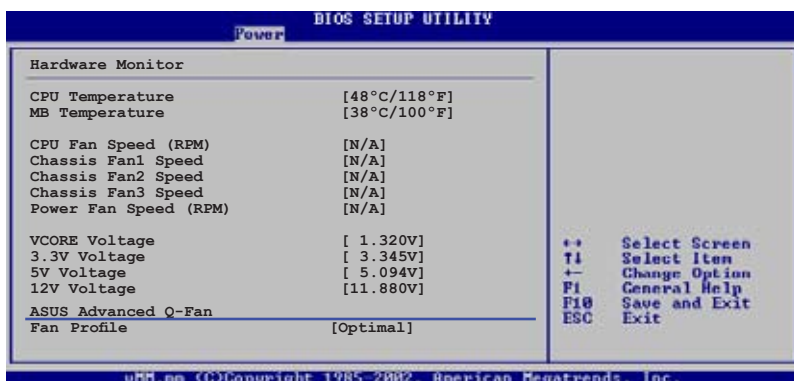 BIOS SETUP UTILITY
Power
Hardware Monitor
CPU Temperature [48°C/118°F]
MB Temperature [38°C/100°F]
CPU Fan Speed (RPM) [N/A]
Chassis Fan1 Speed [N/A]
Chassis Fan2 Speed [N/A]
Chassis Fan3 Speed [N/A]
Power Fan Speed (RPM) [N/A]
VCORE Voltage [ 1.320V]
3.3V Voltage [ 3.345V]
5V Voltage [ 5.094V]
12V Voltage [11.880V]
ASUS Advanced Q-Fan
Fan Profile [Optimal]
←→ Select Screen
↑↓ Select Item
+- Change Option
F1 General Help
F10 Save and Exit
ESC Exit
(C)Copyright 1985-2002, American Megatrends, Inc.